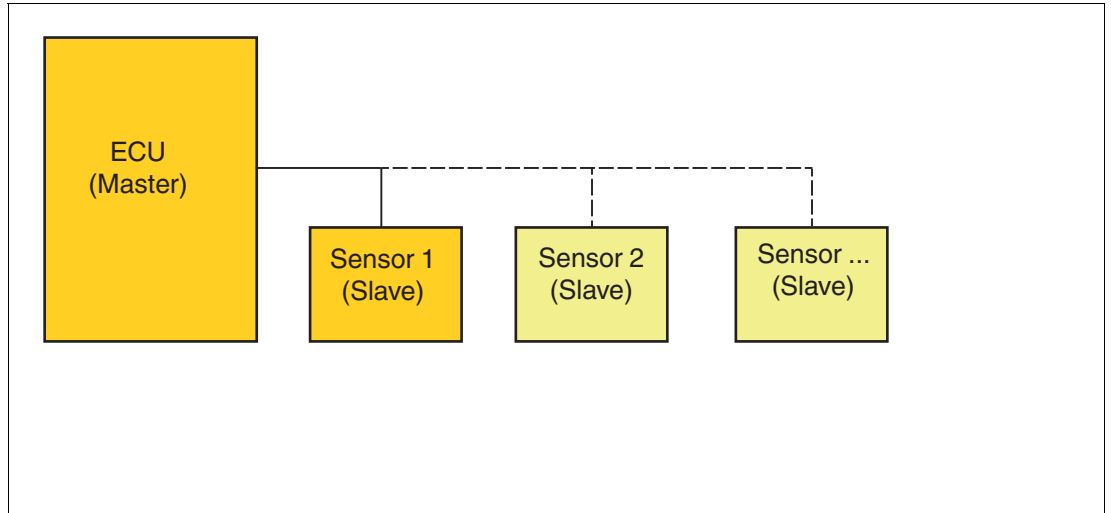 ECU
(Master)
Sensor 1
(Slave)
Sensor 2
(Slave)
Sensor ...
(Slave)